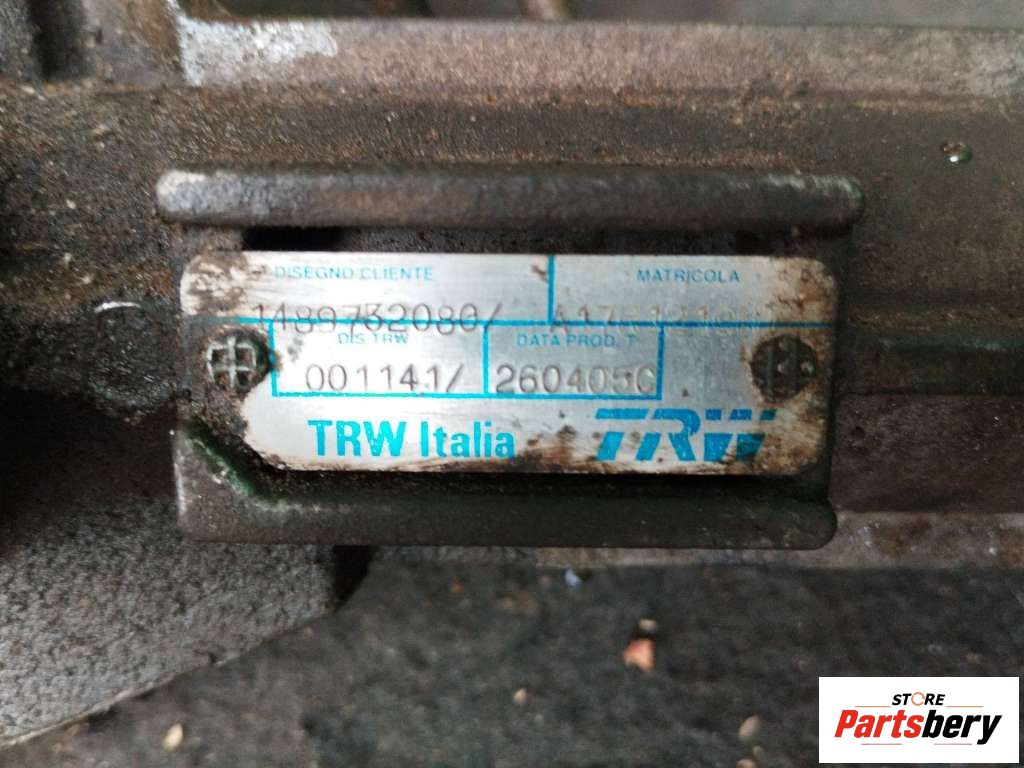 DISEGNO CLIENTE MATRICOLA
1489732080/
DIS TRW DATA PROD. T
001141/ 260405C
TRW Italia TRW
STORE
Partsbery